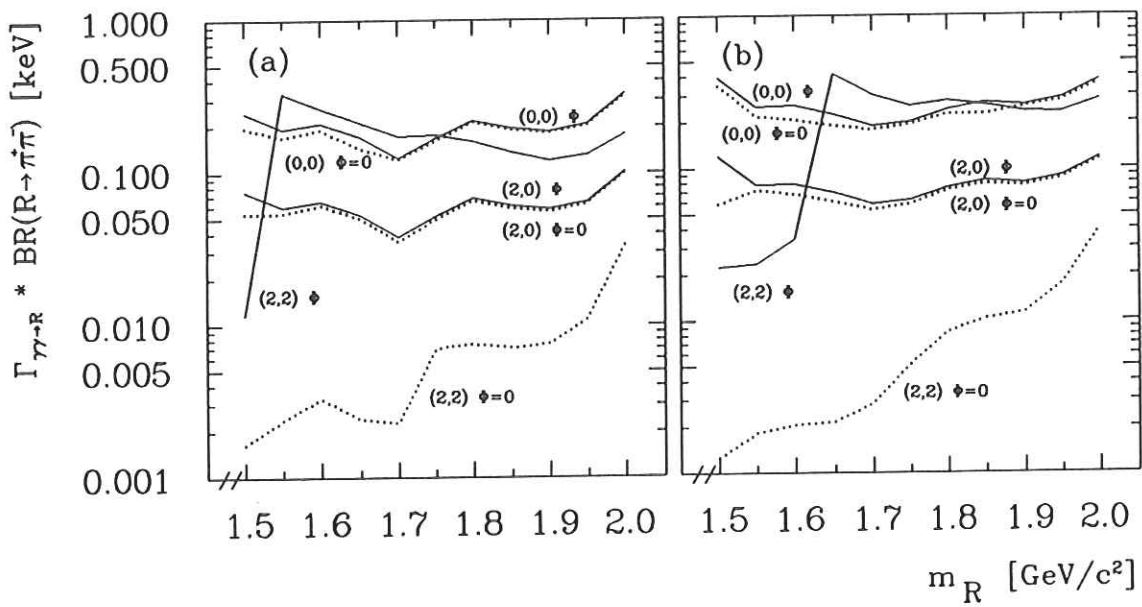 Γγγ→R * BR(R→π⁺π⁻) [keV]
1.000
0.500
0.100
0.050
0.010
0.005
0.001
(a)
(0,0) Φ
(0,0) Φ=0
(2,0) Φ
(2,0) Φ=0
(2,2) Φ
(2,2) Φ=0
1.5 1.6 1.7 1.8 1.9 2.0
(b)
(0,0) Φ
(0,0) Φ=0
(2,0) Φ
(2,0) Φ=0
(2,2) Φ
(2,2) Φ=0
1.5 1.6 1.7 1.8 1.9 2.0
m R [GeV/c²]